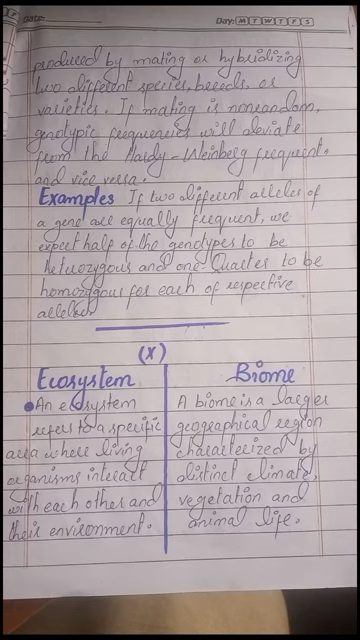 Date:
Day: M T W T F S
produced by mating or hybridizing
two different species, breeds, or
varieties. If mating is nonrandom,
genotypic frequencies will deviate
from the Hardy-Weinberg frequent.
and vice versa.
Examples If two different alleles of
a gene are equally frequent, we
expect half of the genotypes to be
hetuozygous and one-Quarter to be
homozygous for each of respective
alleles.
(X)
Ecosystem
An ecosystem
refers to a specific
area where living
organisms interact
with each other and
their environment.
Biome
A biome is a larger
geographical region
characterized by
distinct climate,
vegetation and
animal life.